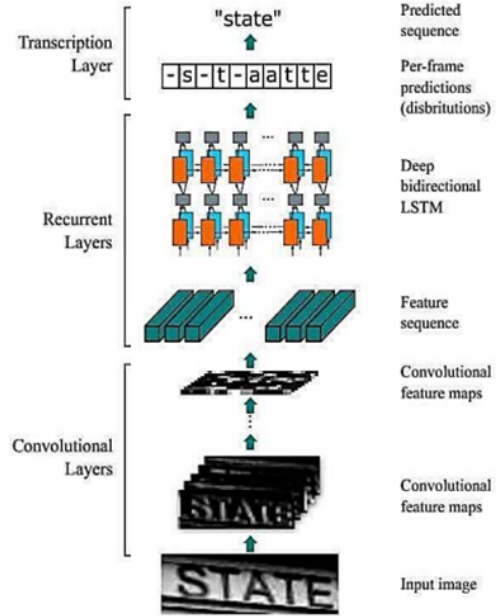 "state"
Predicted sequence
Transcription Layer
- s - t - a a t t e
Per-frame predictions (disbritutions)
Recurrent Layers
Deep bidirectional LSTM
Feature sequence
Convolutional feature maps
Convolutional Layers
STATE
Convolutional feature maps
STATE
Input image